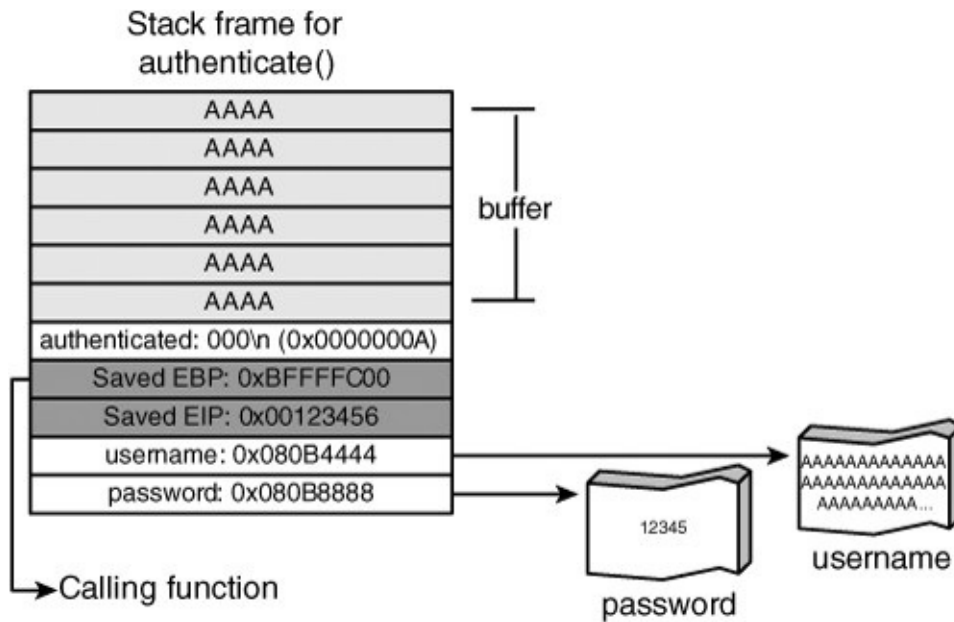 Stack frame for
authenticate()
AAAA
AAAA
AAAA
AAAA
AAAA
AAAA
buffer
authenticated: 000\n (0x0000000A)
Saved EBP: 0xBFFFFC00
Saved EIP: 0x00123456
username: 0x080B4444
password: 0x080B8888
AAAAAAAAAAAAA
AAAAAAAAAAAAA
AAAAAAAAA...
12345
username
Calling function
password